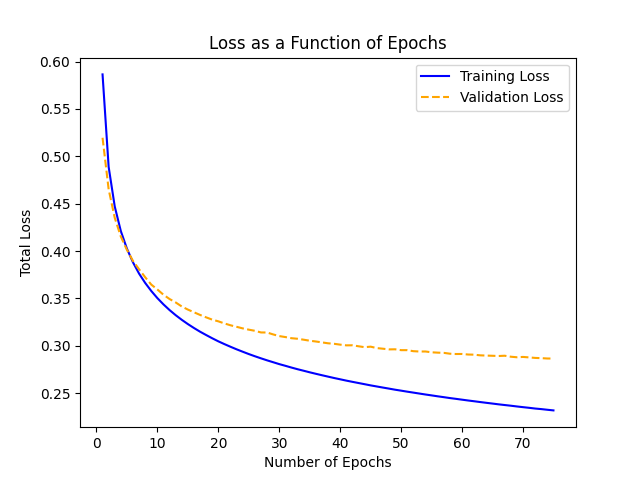 Loss as a Function of Epochs
Training Loss
Validation Loss
Total Loss
0.60
0.55
0.50
0.45
0.40
0.35
0.30
0.25
0 10 20 30 40 50 60 70
Number of Epochs